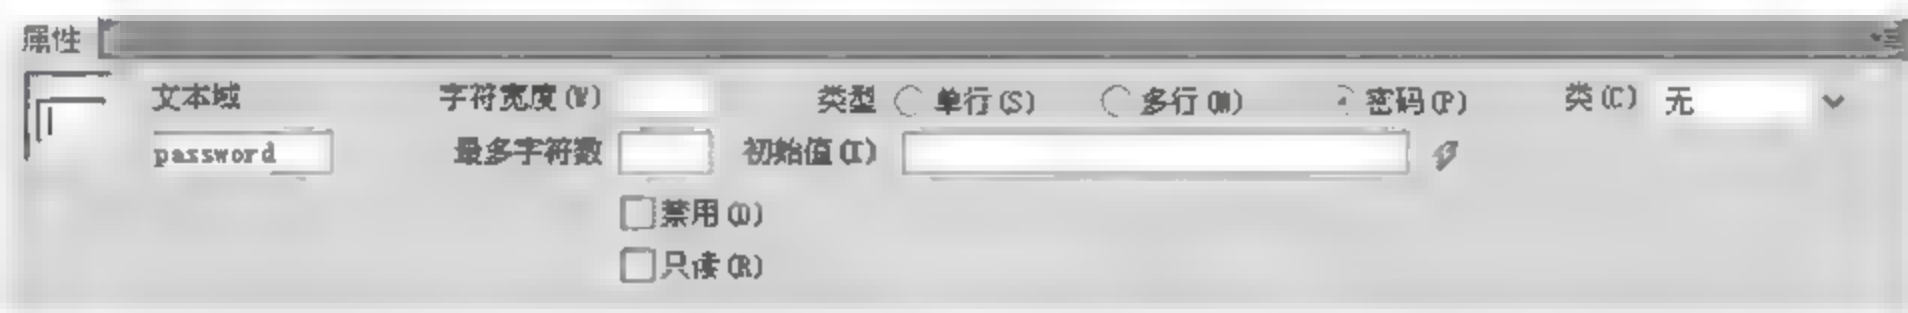 属性
文本域 字符宽度(W) 类型 单行(S) 多行(M) 密码(P) 类(C) 无
password 最多字符数 初始值(I)
禁用(D)
只读(R)